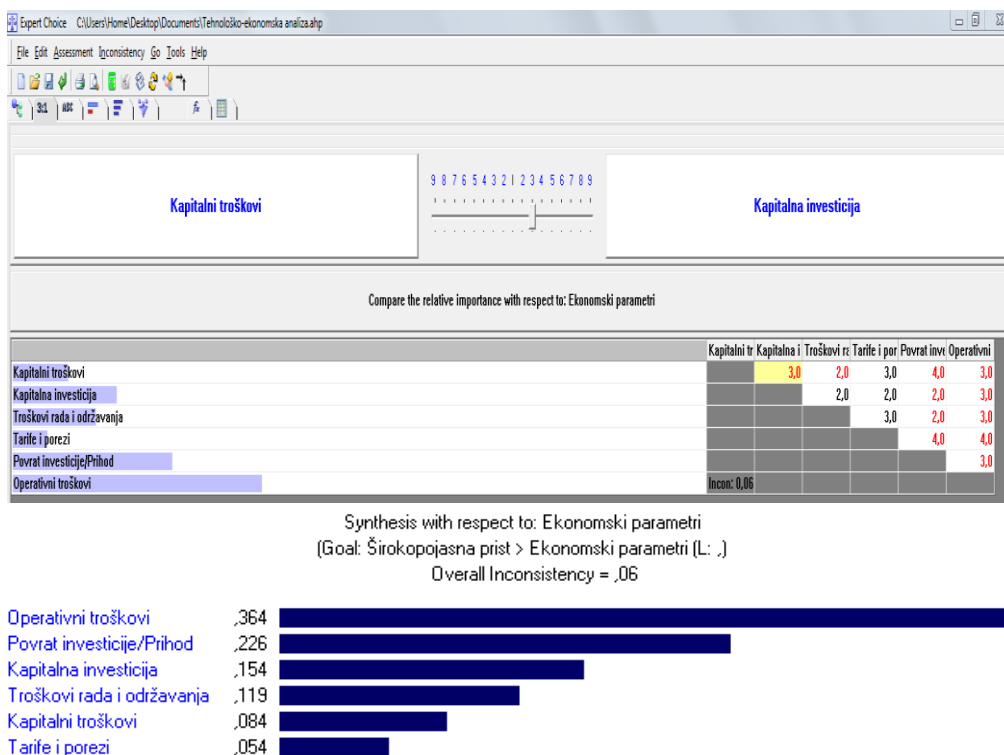 Expert Choice C:\Users\Home\Desktop\Documents\Tehnološko-ekonomska analiza.ahp
File Edit Assessment Inconsistency Go Tools Help
3:1 ABC
Kapitalni troškovi
9 8 7 6 5 4 3 2 1 2 3 4 5 6 7 8 9
Kapitalna investicija
Compare the relative importance with respect to: Ekonomski parametri
Kapitalni tr Kapitalna i Troškovi ra Tarife i por Povrat inve Operativni
Kapitalni troškovi 3,0 2,0 3,0 4,0 3,0
Kapitalna investicija 2,0 2,0 2,0 3,0
Troškovi rada i održavanja 3,0 2,0 3,0
Tarife i porezi 4,0 4,0
Povrat investicije/Prihod 3,0
Operativni troškovi Incon: 0,06
Synthesis with respect to: Ekonomski parametri
(Goal: Širokopojasna prist > Ekonomski parametri (L: ,)
Overall Inconsistency = ,06
Operativni troškovi ,364
Povrat investicije/Prihod ,226
Kapitalna investicija ,154
Troškovi rada i održavanja ,119
Kapitalni troškovi ,084
Tarife i porezi ,054